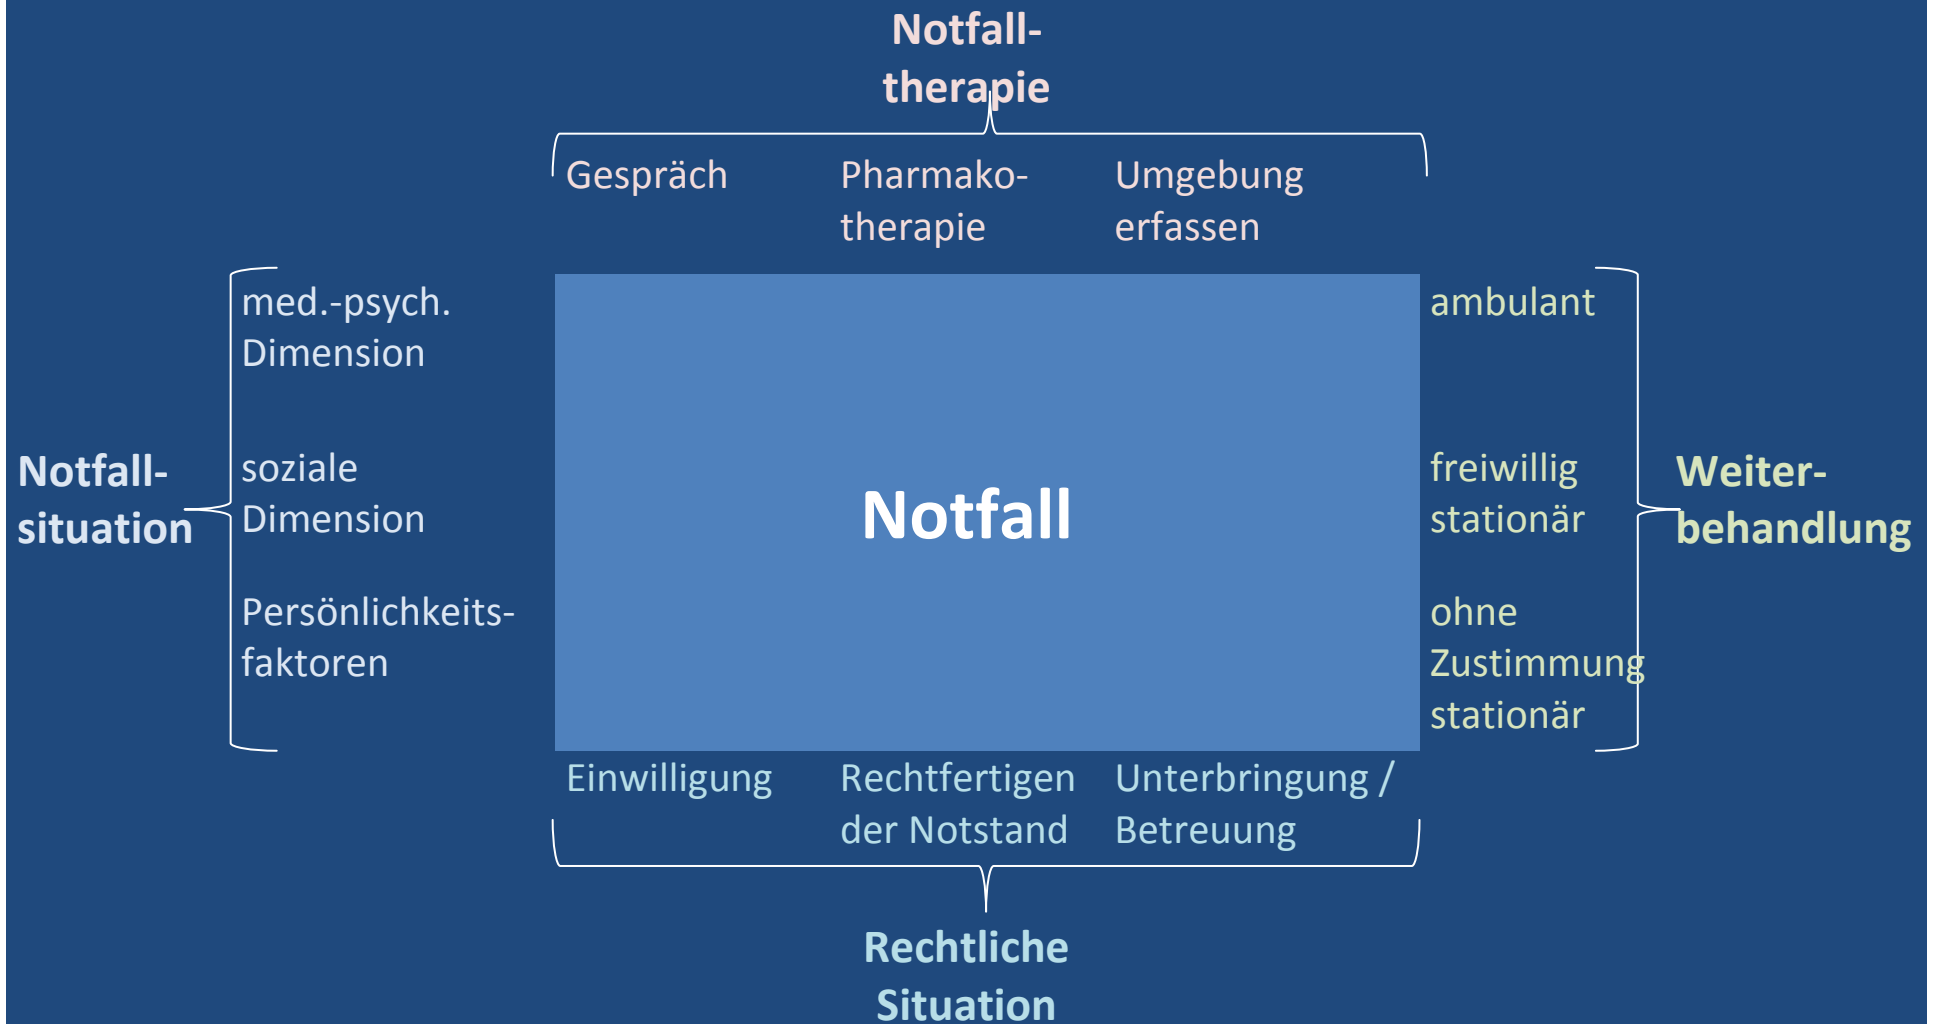 Notfall-
therapie
Gespräch
Pharmako-
therapie
Umgebung
erfassen
Notfall-
situation
med.-psych.
Dimension
soziale
Dimension
Persönlichkeits-
faktoren
Notfall
ambulant
freiwillig
stationär
ohne
Zustimmung
stationär
Weiter-
behandlung
Einwilligung
Rechtfertigen
der Notstand
Unterbringung /
Betreuung
Rechtliche
Situation